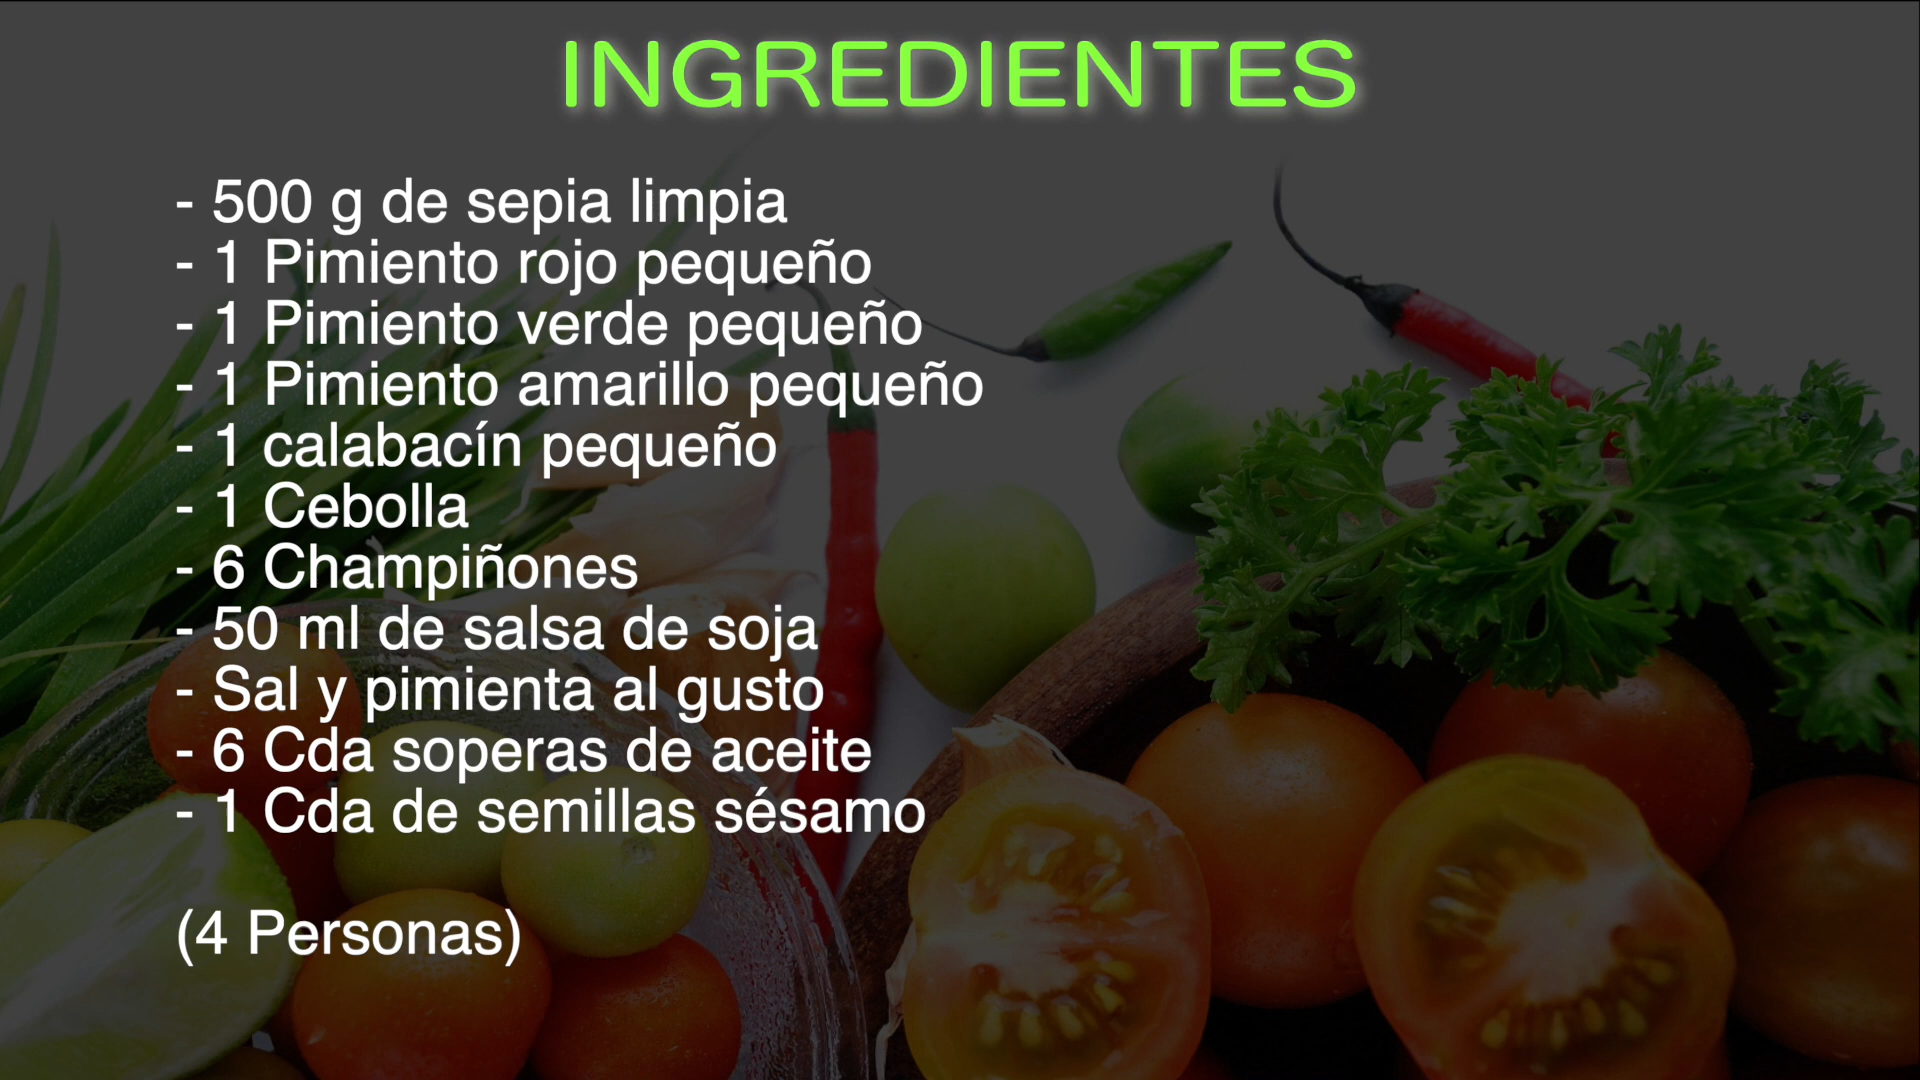 INGREDIENTES
- 500 g de sepia limpia
- 1 Pimiento rojo pequeño
- 1 Pimiento verde pequeño
- 1 Pimiento amarillo pequeño
- 1 calabacín pequeño
- 1 Cebolla
- 6 Champiñones
- 50 ml de salsa de soja
- Sal y pimienta al gusto
- 6 Cda soperas de aceite
- 1 Cda de semillas sésamo
(4 Personas)